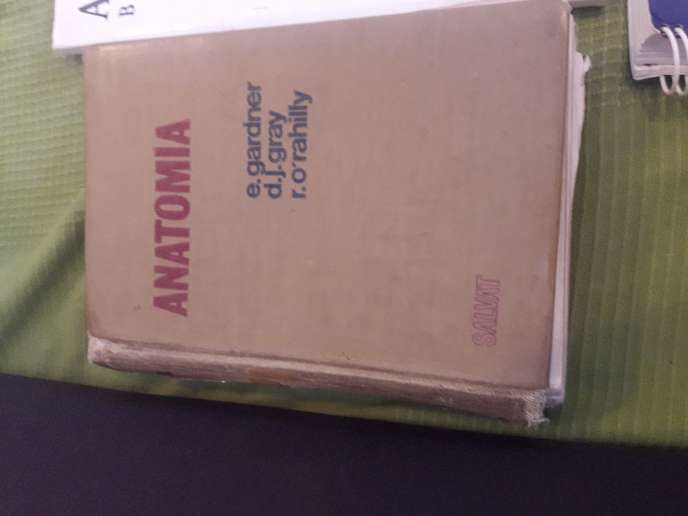 ANATOMIA
e. gardner
d.j. gray
r. o'rahilly
SALVAT
A
B